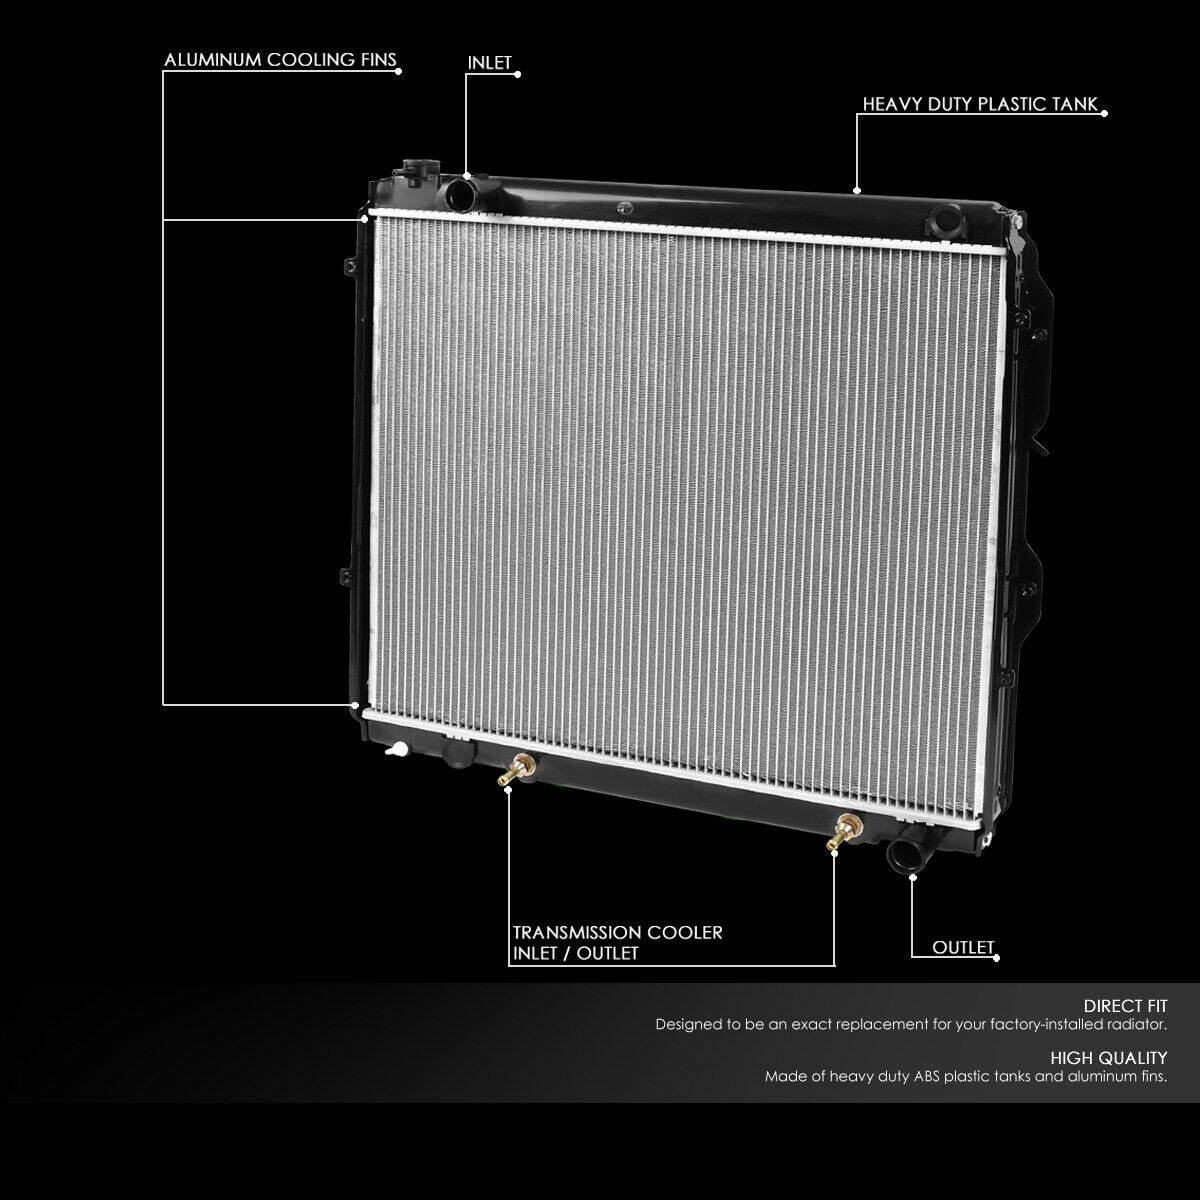 ALUMINUM COOLING FINS
INLET
HEAVY DUTY PLASTIC TANK
TRANSMISSION COOLER
INLET / OUTLET
OUTLET
DIRECT FIT
Designed to be an exact replacement for your factory-installed radiator.
HIGH QUALITY
Made of heavy duty ABS plastic tanks and aluminum fins.